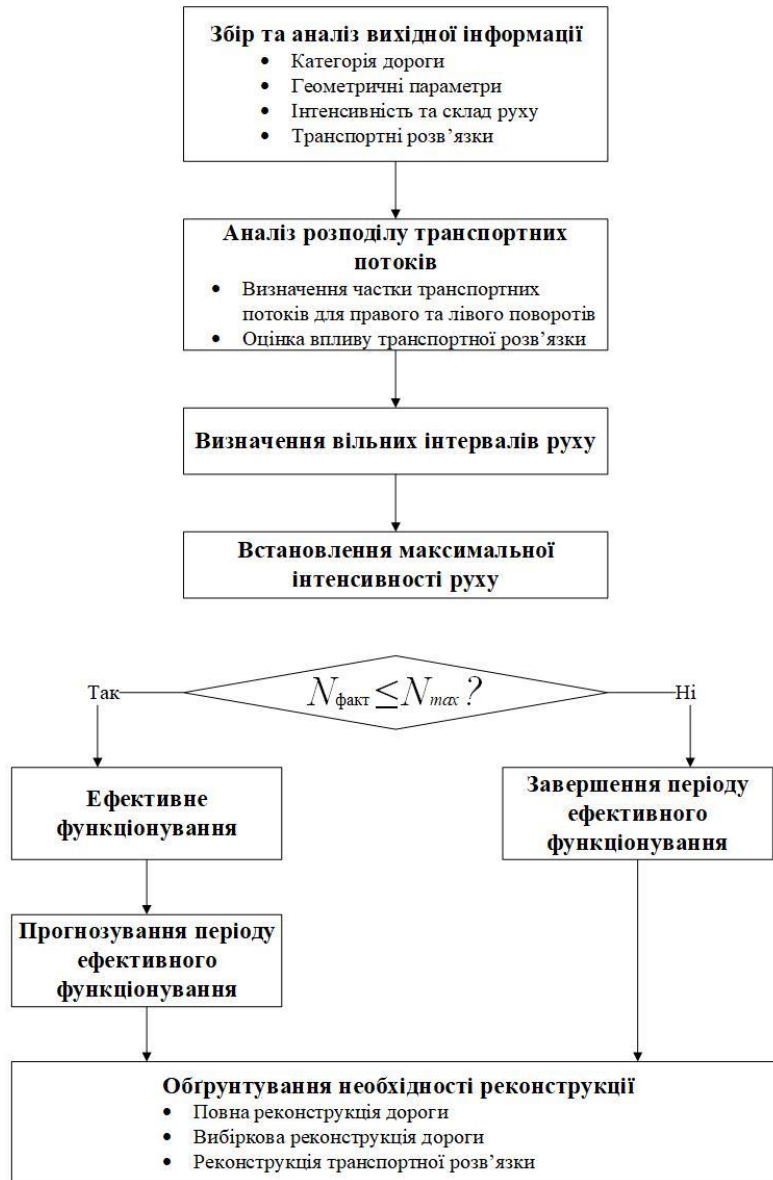 Збір та аналіз вихідної інформації
• Категорія дороги
• Геометричні параметри
• Інтенсивність та склад руху
• Транспортні розв’язки
Аналіз розподілу транспортних
потоків
• Визначення частки транспортних
потоків для правого та лівого поворотів
• Оцінка впливу транспортної розв’язки
Визначення вільних інтервалів руху
Встановлення максимальної
інтенсивності руху
N факт ≤ N max ?
Так
Ні
Ефективне
функціонування
Завершення періоду
ефективного
функціонування
Прогнозування періоду
ефективного
функціонування
Обґрунтування необхідності реконструкції
• Повна реконструкція дороги
• Вибіркова реконструкція дороги
• Реконструкція транспортної розв’язки